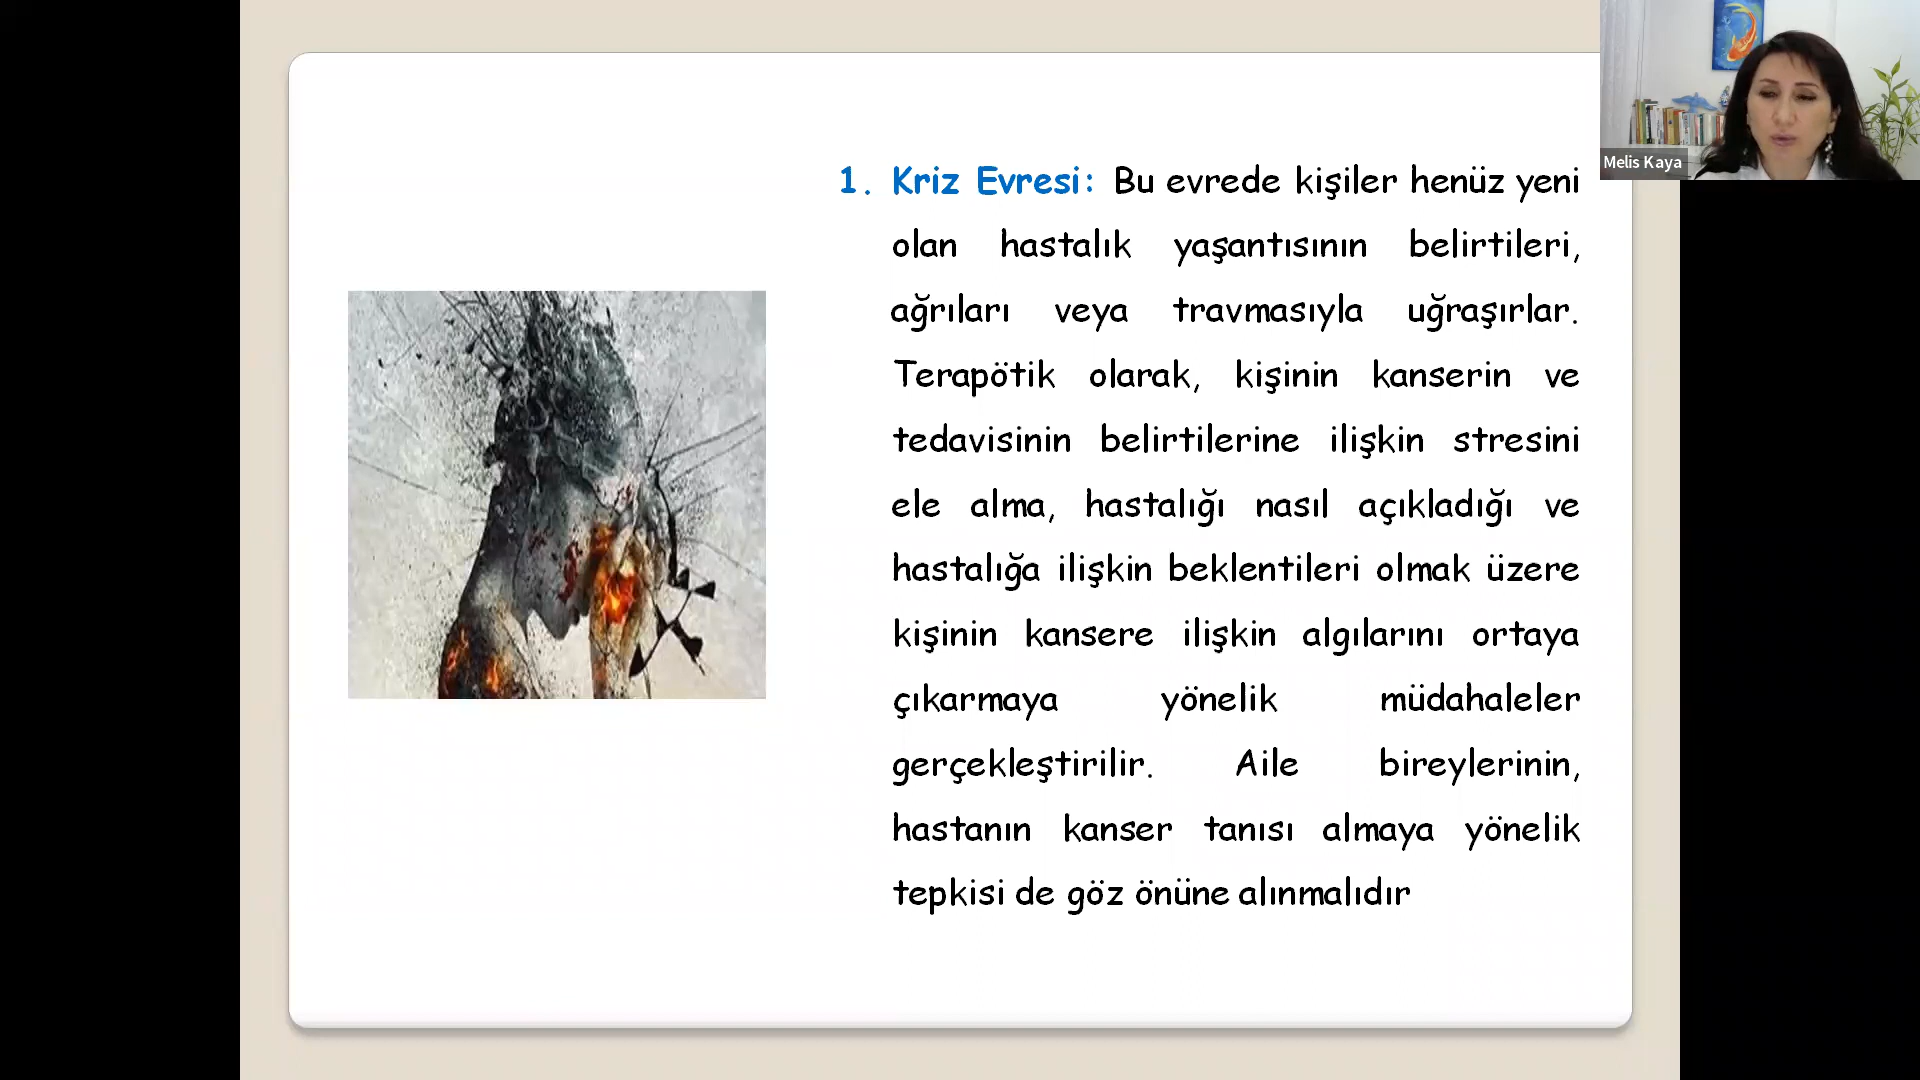 1. Kriz Evresi: Bu evrede kişiler henüz yeni
olan hastalık yaşantısının belirtileri,
ağrıları veya travmasıyla uğraşırlar.
Terapötik olarak, kişinin kanserin ve
tedavisinin belirtilerine ilişkin stresini
ele alma, hastalığı nasıl açıkladığı ve
hastalığa ilişkin beklentileri olmak üzere
kişinin kansere ilişkin algılarını ortaya
çıkarmaya yönelik müdahaleler
gerçekleştirilir. Aile bireylerinin,
hastanın kanser tanısı almaya yönelik
tepkisi de göz önüne alınmalıdır
Melis Kaya